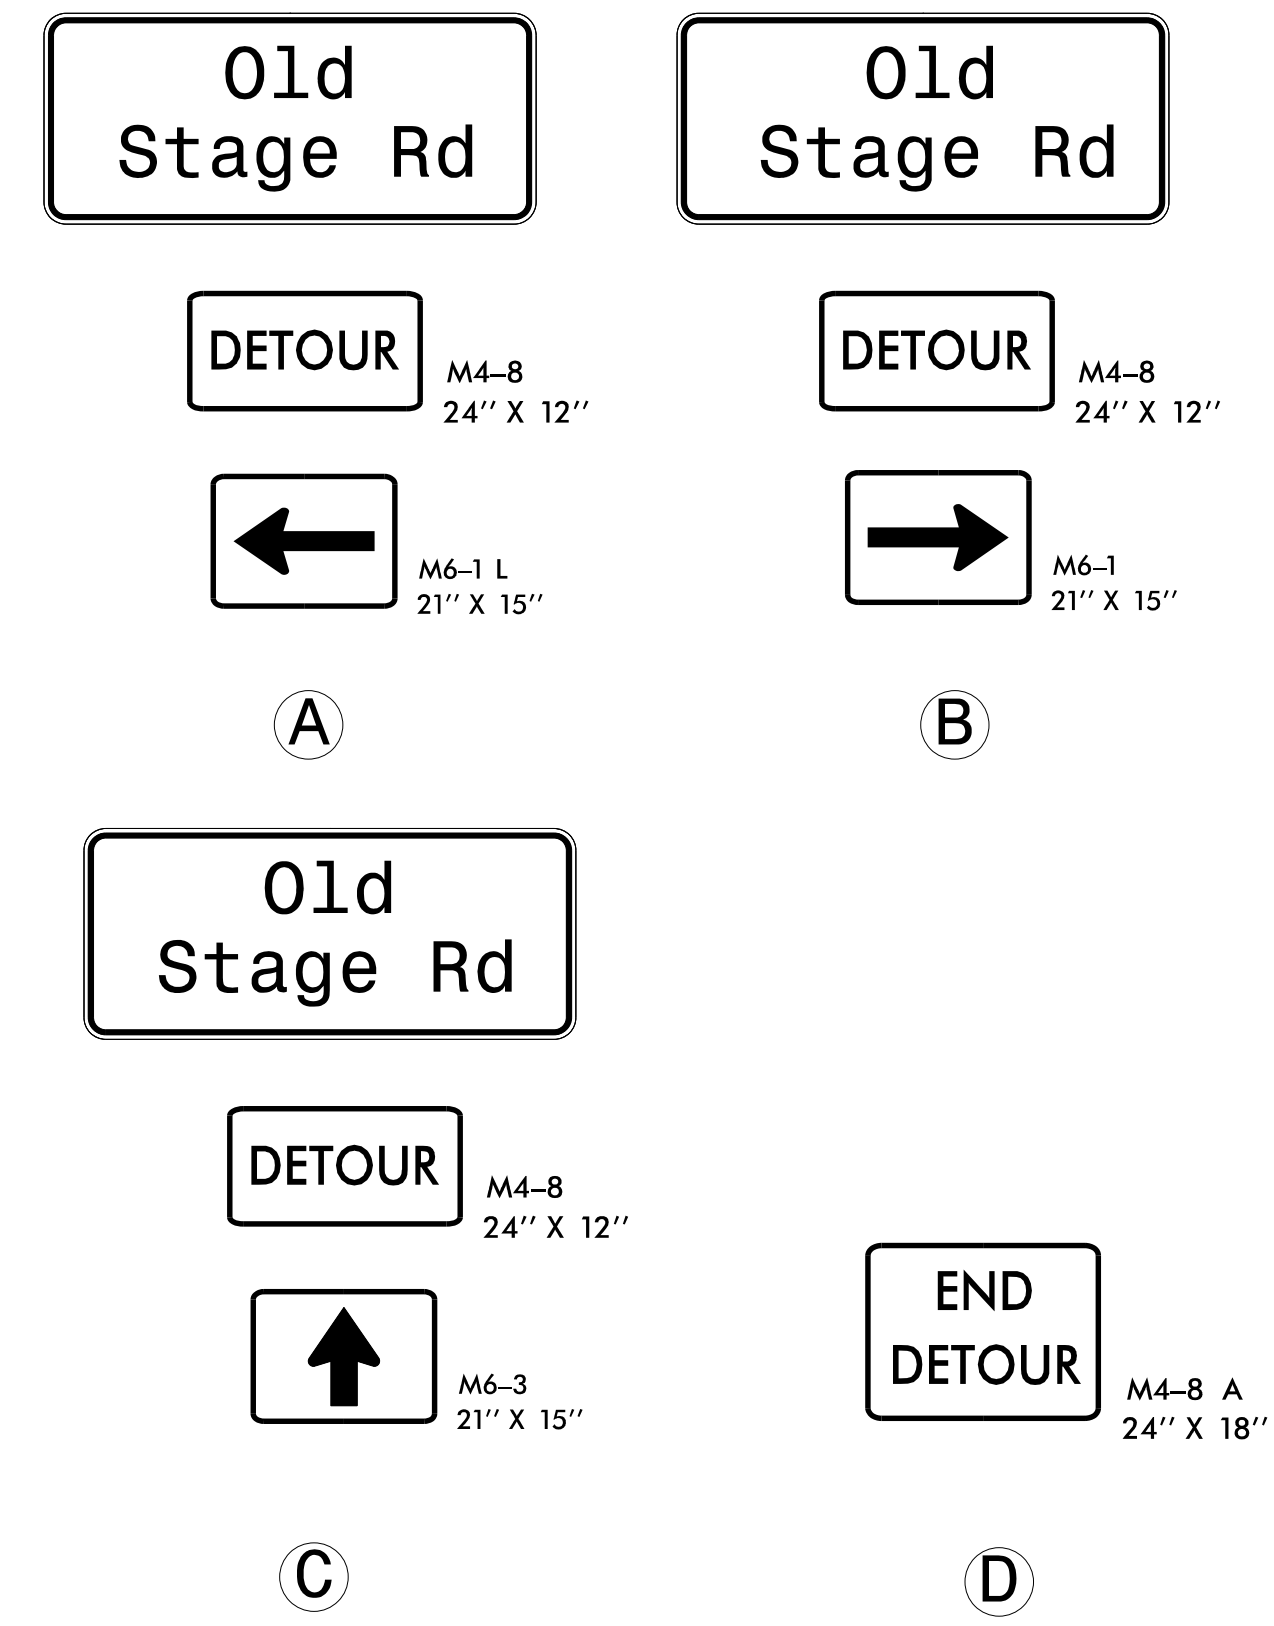 Old
Stage Rd
DETOUR
M4–8
24’’ X 12’’
M6–1 L
21’’ X 15’’
A
Old
Stage Rd
DETOUR
M4–8
24’’ X 12’’
M6–1
21’’ X 15’’
B
Old
Stage Rd
DETOUR
M4–8
24’’ X 12’’
M6–3
21’’ X 15’’
C
END
DETOUR
M4–8 A
24’’ X 18’’
D